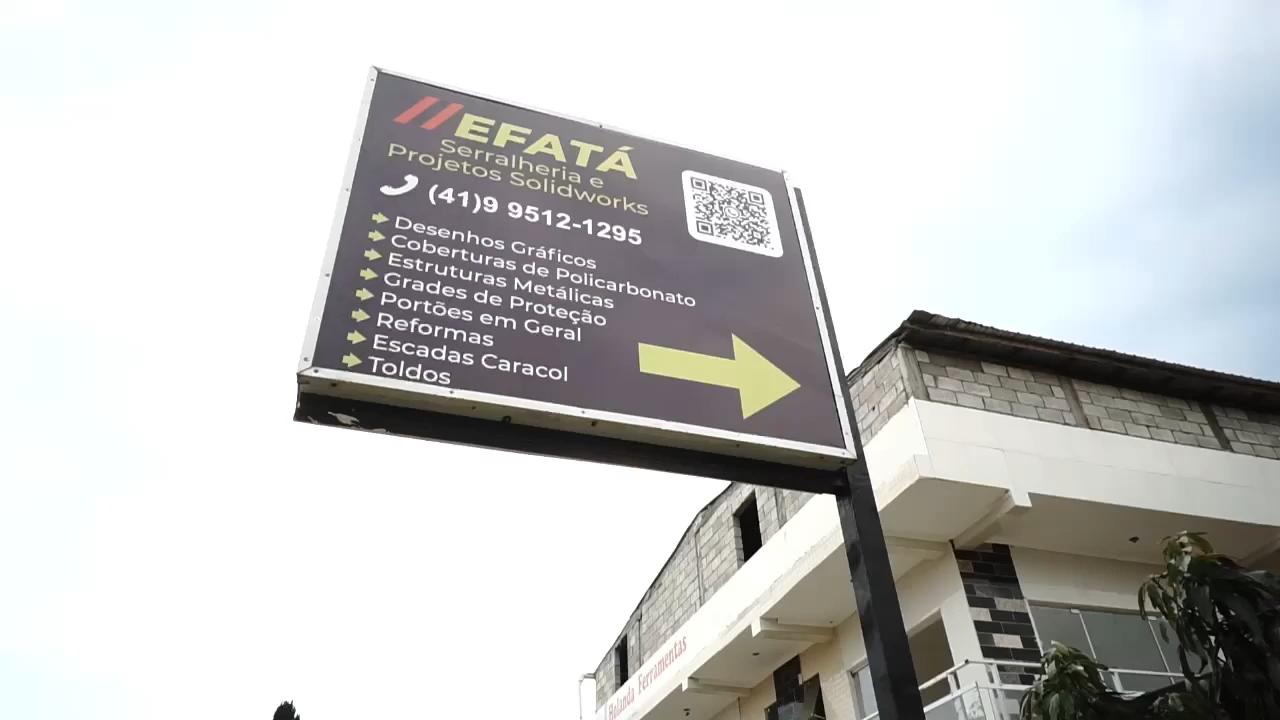 //EFATÁ
Serralheria e
Projetos Solidworks
(41)9 9512-1295
Desenhos Gráficos
Coberturas de Policarbonato
Estruturas Metálicas
Grades de Proteção
Portões em Geral
Reformas
Escadas Caracol
Toldos
Holanda Ferramentas